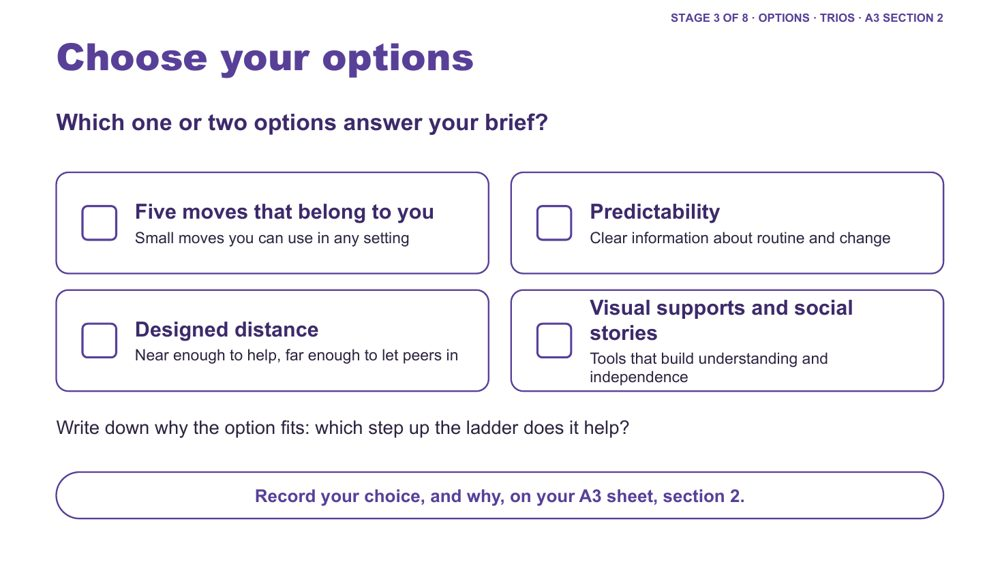 STAGE 3 OF 8 · OPTIONS · TRIOS · A3 SECTION 2
Choose your options
Which one or two options answer your brief?
Five moves that belong to you
Small moves you can use in any setting
Predictability
Clear information about routine and change
Designed distance
Near enough to help, far enough to let peers in
Visual supports and social
stories
Tools that build understanding and
independence
Write down why the option fits: which step up the ladder does it help?
Record your choice, and why, on your A3 sheet, section 2.